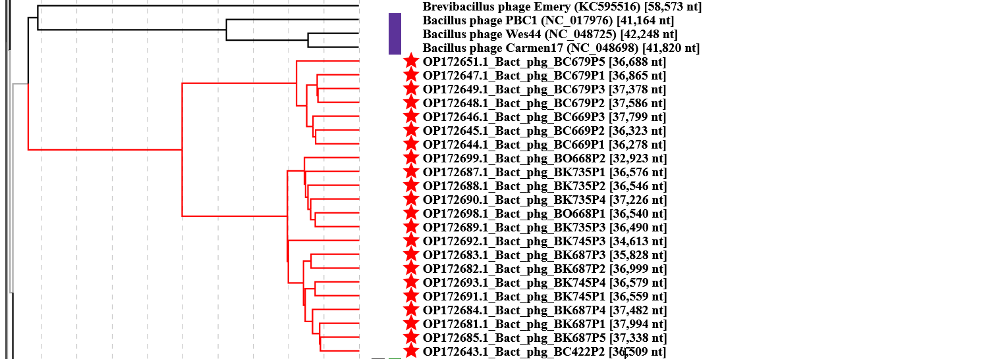 Brevibacillus phage Emery (KC595516) [58,573 nt]
Bacillus phage PBC1 (NC_017976) [41,164 nt]
Bacillus phage Wes44 (NC_048725) [42,248 nt]
Bacillus phage Carmen17 (NC_048698) [41,820 nt]
OP172651.1_Bact_phg_BC679P5 [36,688 nt]
OP172647.1_Bact_phg_BC679P1 [36,865 nt]
OP172649.1_Bact_phg_BC679P3 [37,378 nt]
OP172648.1_Bact_phg_BC679P2 [37,586 nt]
OP172646.1_Bact_phg_BC669P3 [37,799 nt]
OP172645.1_Bact_phg_BC669P2 [36,323 nt]
OP172644.1_Bact_phg_BC669P1 [36,278 nt]
OP172699.1_Bact_phg_BO668P2 [32,923 nt]
OP172687.1_Bact_phg_BK735P1 [36,576 nt]
OP172688.1_Bact_phg_BK735P2 [36,546 nt]
OP172690.1_Bact_phg_BK735P4 [37,226 nt]
OP172698.1_Bact_phg_BO668P1 [36,540 nt]
OP172689.1_Bact_phg_BK735P3 [36,490 nt]
OP172692.1_Bact_phg_BK745P3 [34,613 nt]
OP172683.1_Bact_phg_BK687P3 [35,828 nt]
OP172682.1_Bact_phg_BK687P2 [36,999 nt]
OP172693.1_Bact_phg_BK745P4 [36,579 nt]
OP172691.1_Bact_phg_BK745P1 [36,559 nt]
OP172684.1_Bact_phg_BK687P4 [37,482 nt]
OP172681.1_Bact_phg_BK687P1 [37,994 nt]
OP172685.1_Bact_phg_BK687P5 [37,338 nt]
OP172643.1_Bact_phg_BC422P2 [36,509 nt]